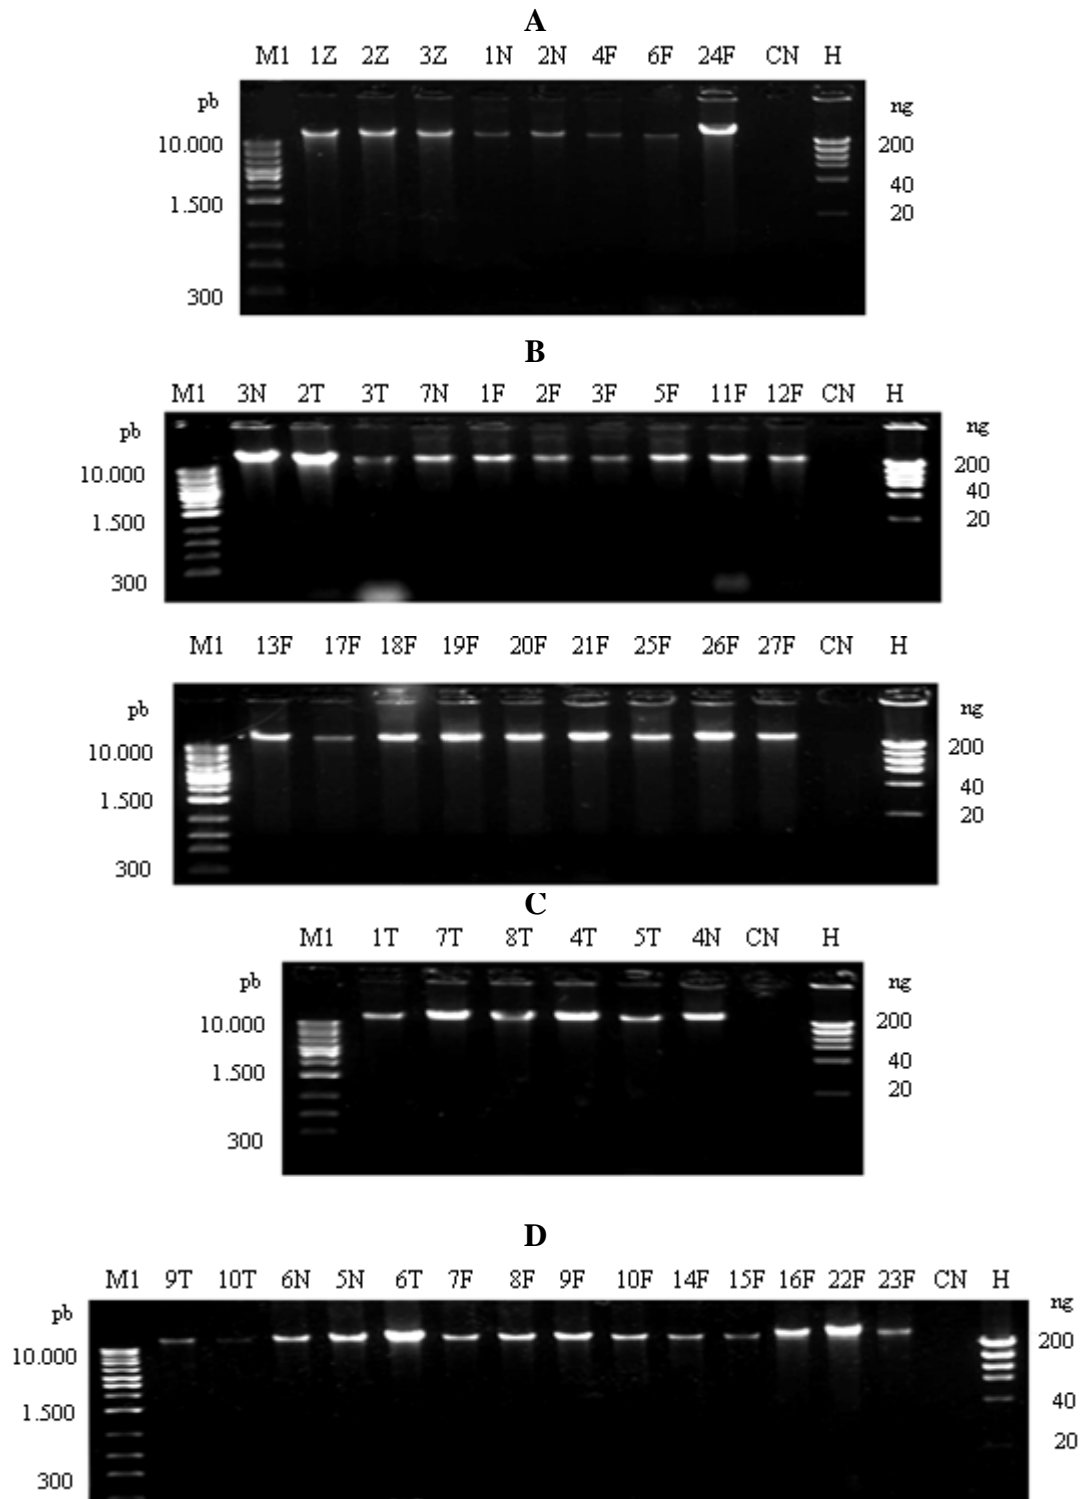 A
M1 1Z 2Z 3Z 1N 2N 4F 6F 24F CN H
pb ng
10.000 200
1.500 40
20
300
B
M1 3N 2T 3T 7N 1F 2F 3F 5F 11F 12F CN H
pb ng
10.000 200
1.500 40
20
300
M1 13F 17F 18F 19F 20F 21F 25F 26F 27F CN H
pb ng
10.000 200
1.500 40
20
300
C
M1 1T 7T 8T 4T 5T 4N CN H
pb ng
10.000 200
1.500 40
20
300
D
M1 9T 10T 6N 5N 6T 7F 8F 9F 10F 14F 15F 16F 22F 23F CN H
pb ng
10.000 200
1.500 40
20
300